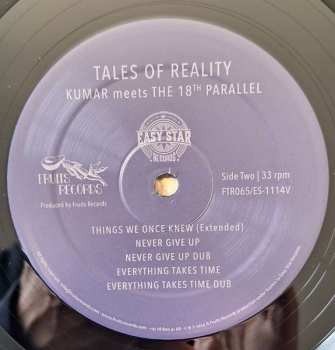 TALES OF REALITY
KUMAR meets THE 18TH PARALLEL
EASY STAR
RECORDS
FRUITS
RECORDS
Produced by Fruits Records
Side Two | 33 rpm
FTR065/ES-1114V
THINGS WE ONCE KNEW (Extended)
NEVER GIVE UP
NEVER GIVE UP DUB
EVERYTHING TAKES TIME
EVERYTHING TAKES TIME DUB